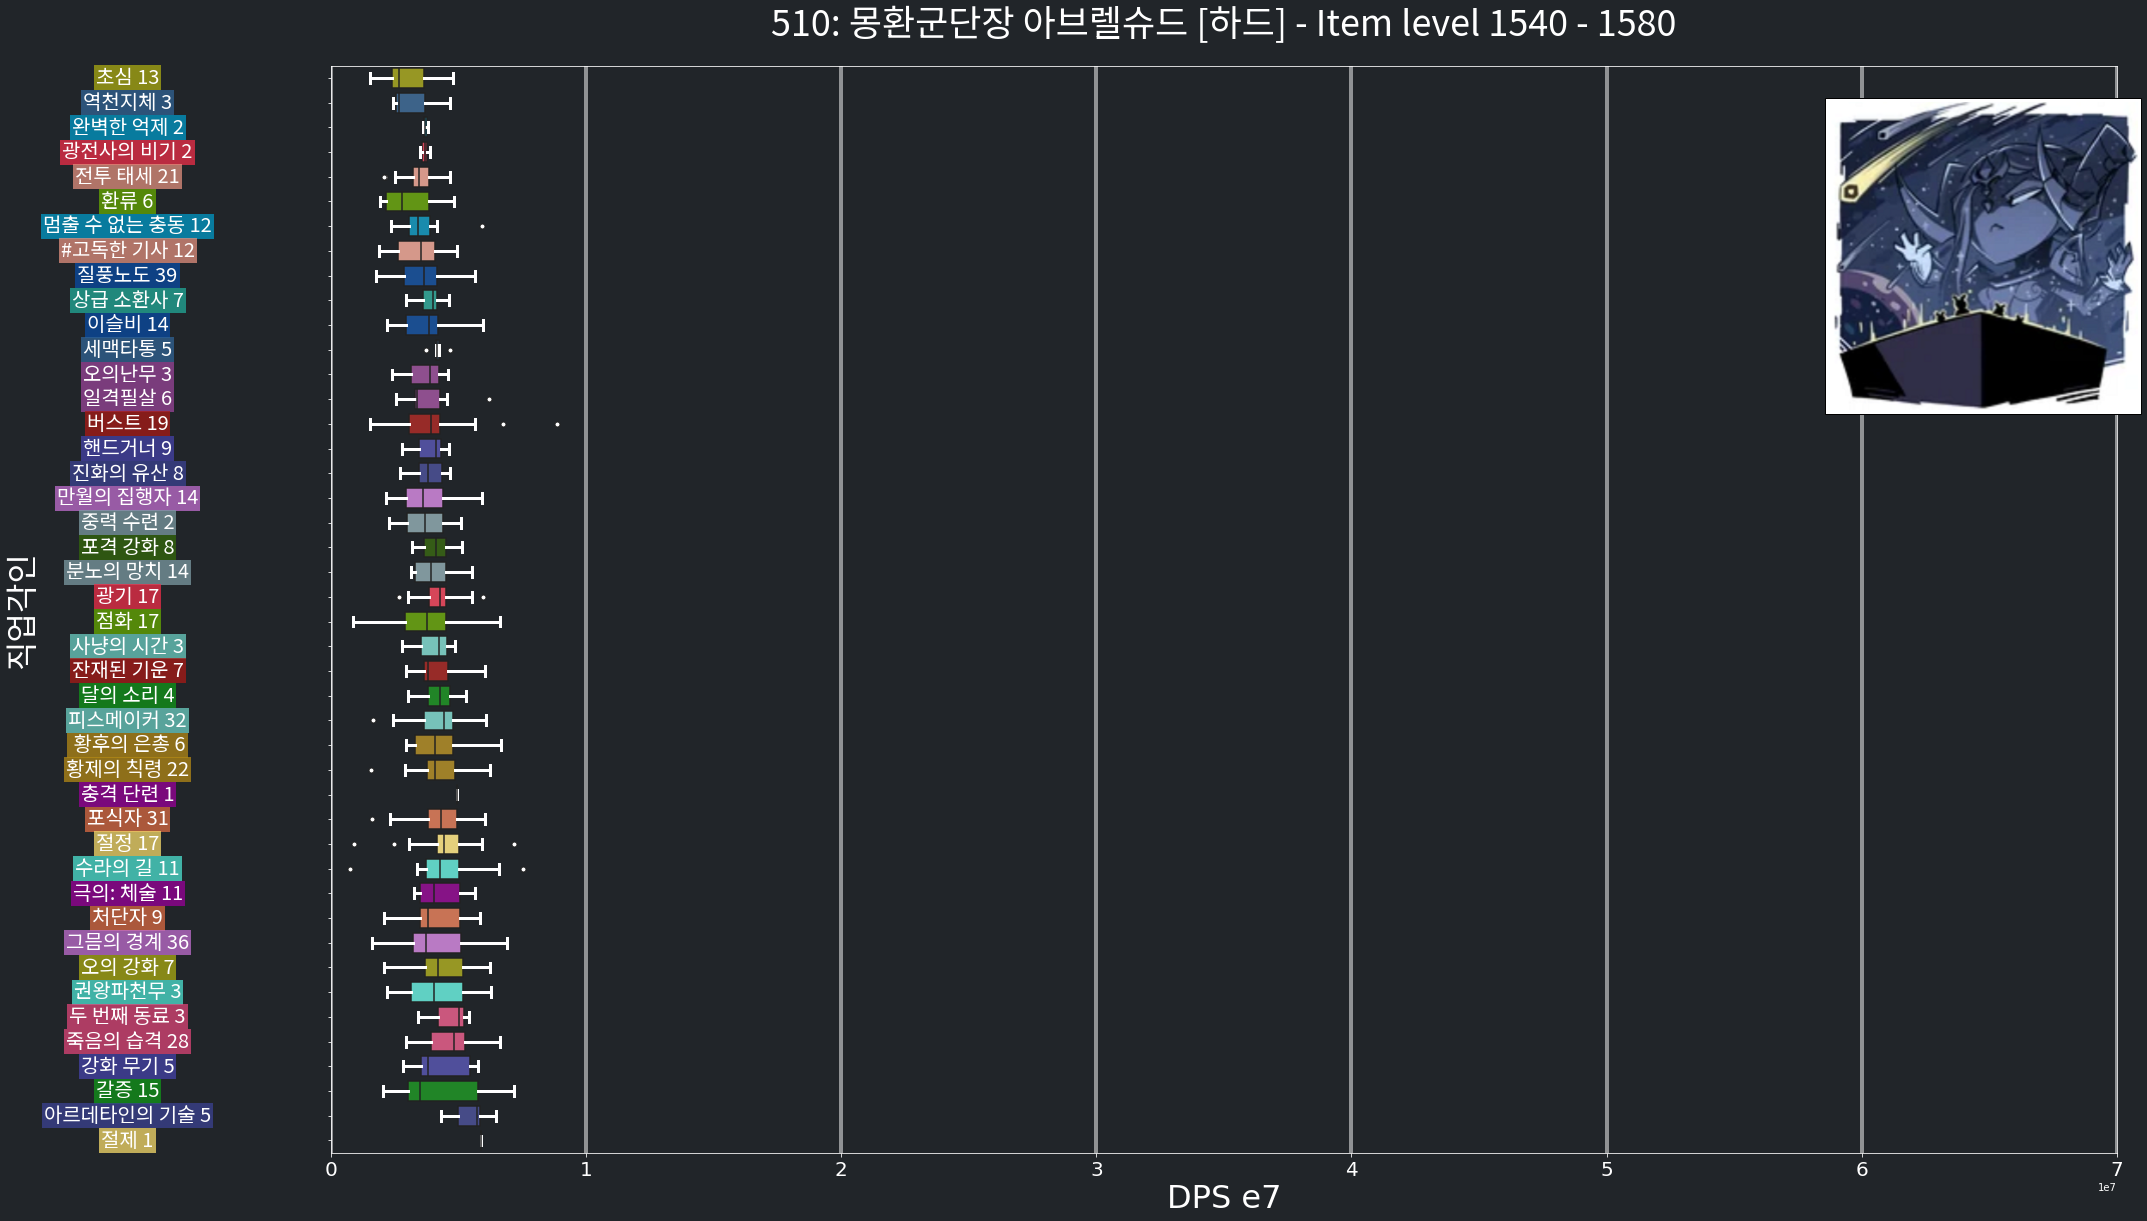 510: 몽환군단장 아브렐슈드 [하드] - Item level 1540 - 1580
직업각인
초심 13
역천지체 3
완벽한 억제 2
광전사의 비기 2
전투 태세 21
환류 6
멈출 수 없는 충동 12
#고독한 기사 12
질풍노도 39
상급 소환사 7
이슬비 14
세맥타통 5
오의난무 3
일격필살 6
버스트 19
핸드거너 9
진화의 유산 8
만월의 집행자 14
중력 수련 2
포격 강화 8
분노의 망치 14
광기 17
점화 17
사냥의 시간 3
잔재된 기운 7
달의 소리 4
피스메이커 32
황후의 은총 6
황제의 칙령 22
충격 단련 1
포식자 31
절정 17
수라의 길 11
극의: 체술 11
처단자 9
그믐의 경계 36
오의 강화 7
권왕파천무 3
두 번째 동료 3
죽음의 습격 28
강화 무기 5
갈증 15
아르데타인의 기술 5
절제 1
0 1 2 3 4 5 6 7
1e7
DPS e7